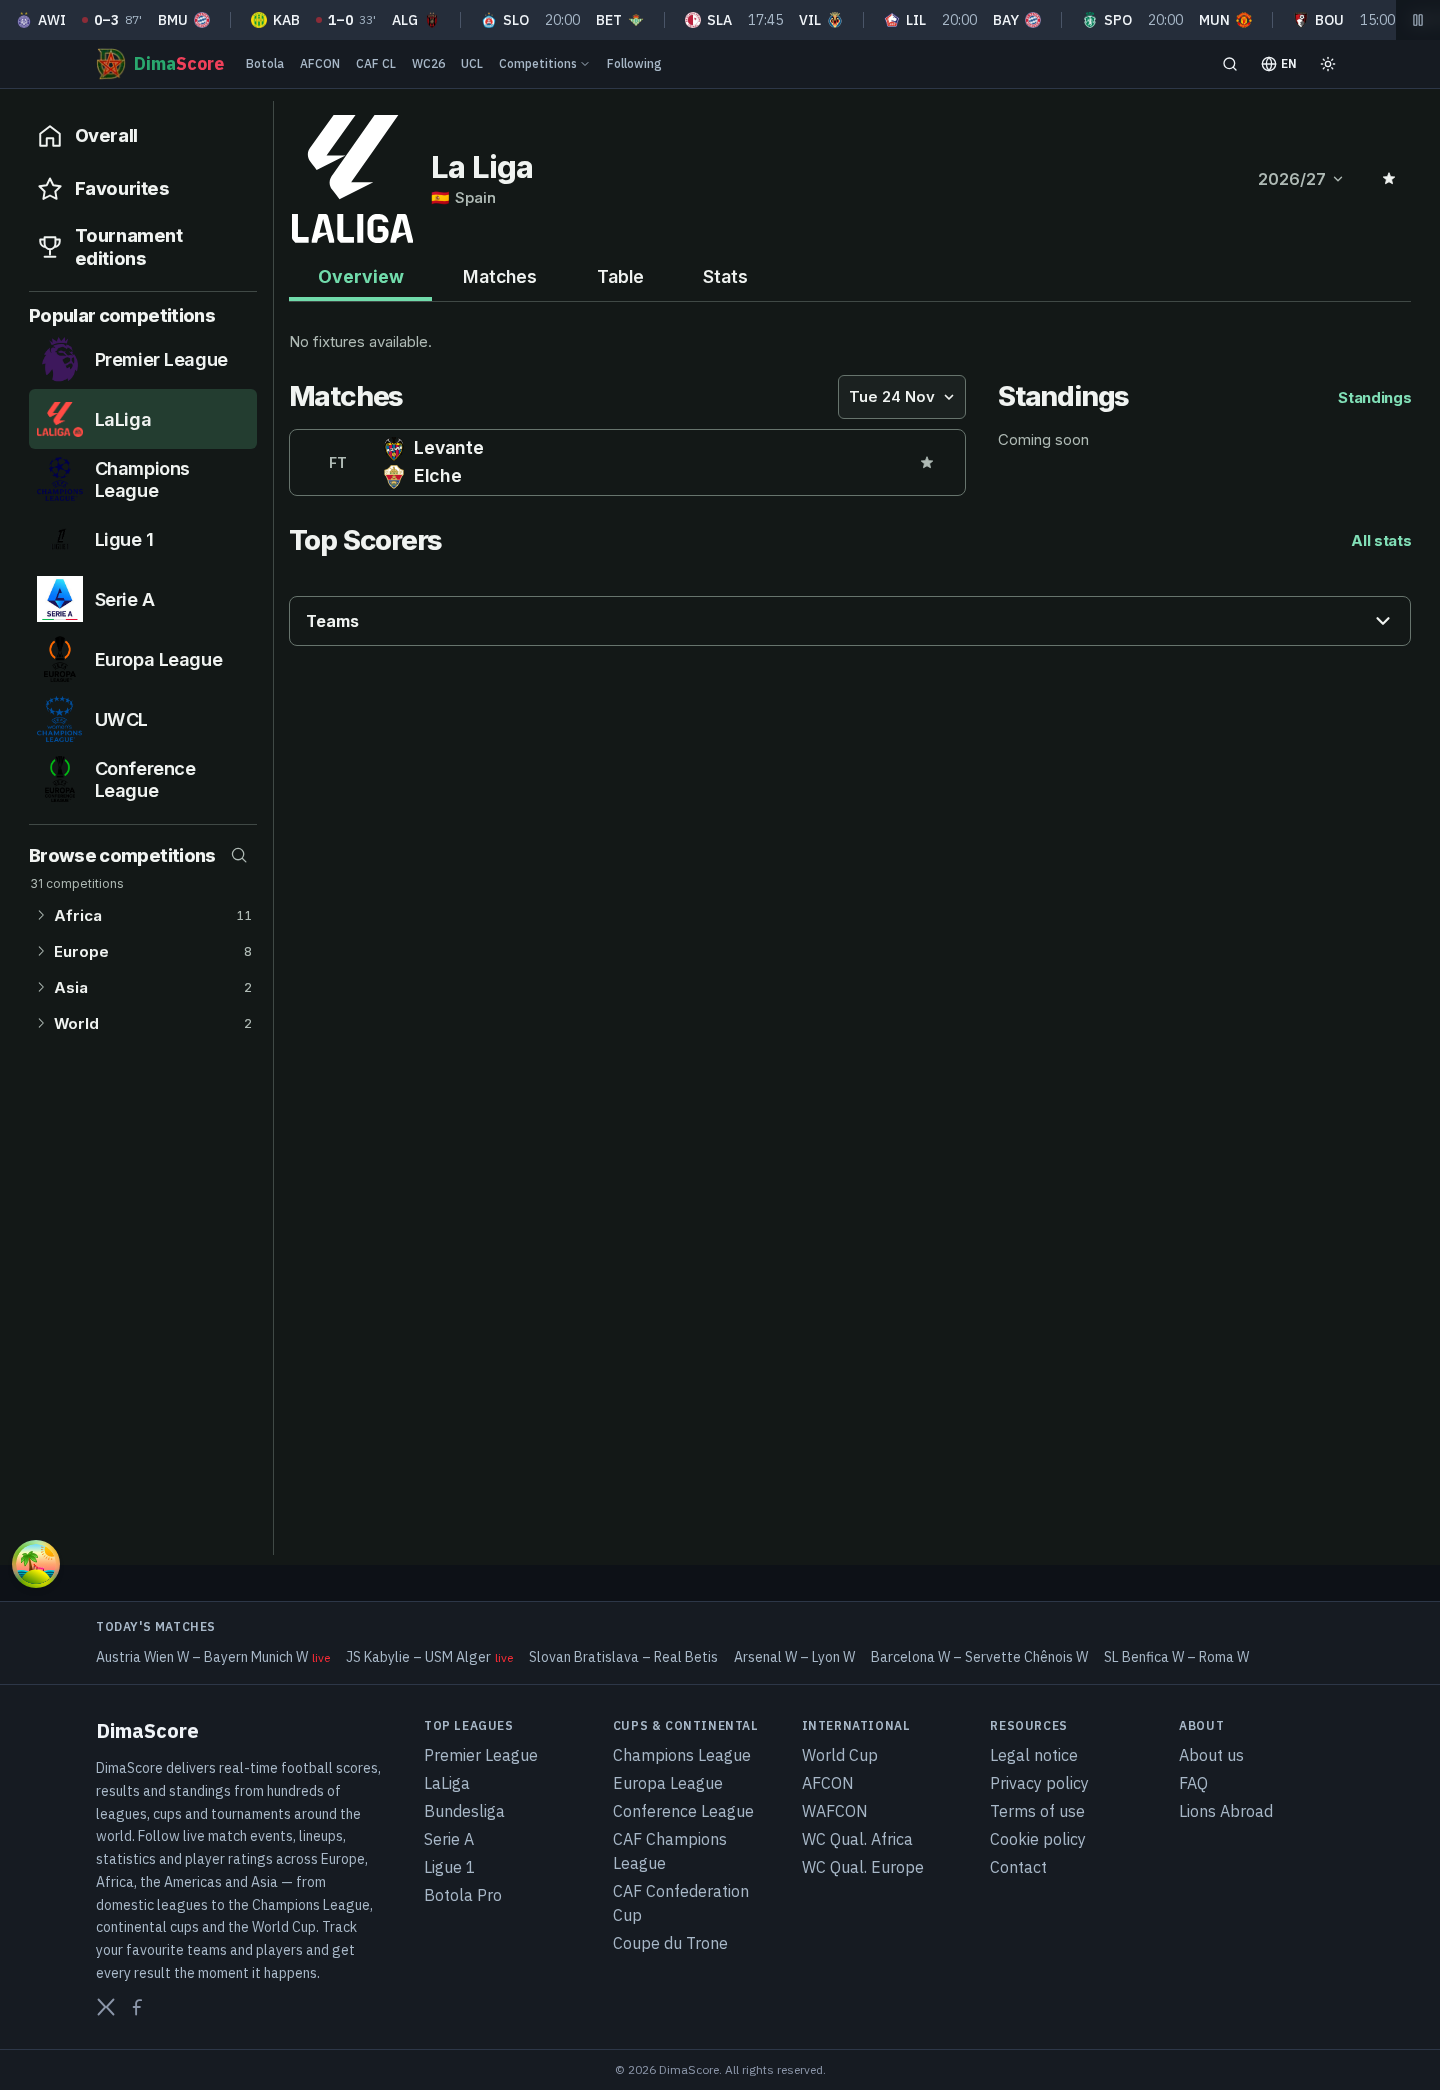 AWI 0–3 87' BMU KAB 1–0 33' ALG SLO 20:00 BET SLA 17:45 VIL LIL 20:00 BAY SPO 20:00 MUN BOU 15:00
DimaScore Botola AFCON CAF CL WC26 UCL Competitions Following EN
Overall
Favourites
Tournament
editions
Popular competitions
Premier League
LALIGA
LaLiga
Champions
League
Ligue 1
SERIE A
Serie A
EUROPA
Europa League
CHAMPIONS
LEAGUE
UWCL
Conference
League
Browse competitions
31 competitions
Africa 11
Europe 8
Asia 2
World 2
LALIGA
La Liga
Spain
2026/27
Overview Matches Table Stats
No fixtures available.
Matches Tue 24 Nov
FT Levante
Elche
Standings Standings
Coming soon
Top Scorers All stats
Teams
TODAY'S MATCHES
Austria Wien W – Bayern Munich W live JS Kabylie – USM Alger live Slovan Bratislava – Real Betis Arsenal W – Lyon W Barcelona W – Servette Chênois W SL Benfica W – Roma W
DimaScore
DimaScore delivers real-time football scores,
results and standings from hundreds of
leagues, cups and tournaments around the
world. Follow live match events, lineups,
statistics and player ratings across Europe,
Africa, the Americas and Asia — from
domestic leagues to the Champions League,
continental cups and the World Cup. Track
your favourite teams and players and get
every result the moment it happens.
TOP LEAGUES
Premier League
LaLiga
Bundesliga
Serie A
Ligue 1
Botola Pro
CUPS & CONTINENTAL
Champions League
Europa League
Conference League
CAF Champions
League
CAF Confederation
Cup
Coupe du Trone
INTERNATIONAL
World Cup
AFCON
WAFCON
WC Qual. Africa
WC Qual. Europe
RESOURCES
Legal notice
Privacy policy
Terms of use
Cookie policy
Contact
ABOUT
About us
FAQ
Lions Abroad
© 2026 DimaScore. All rights reserved.